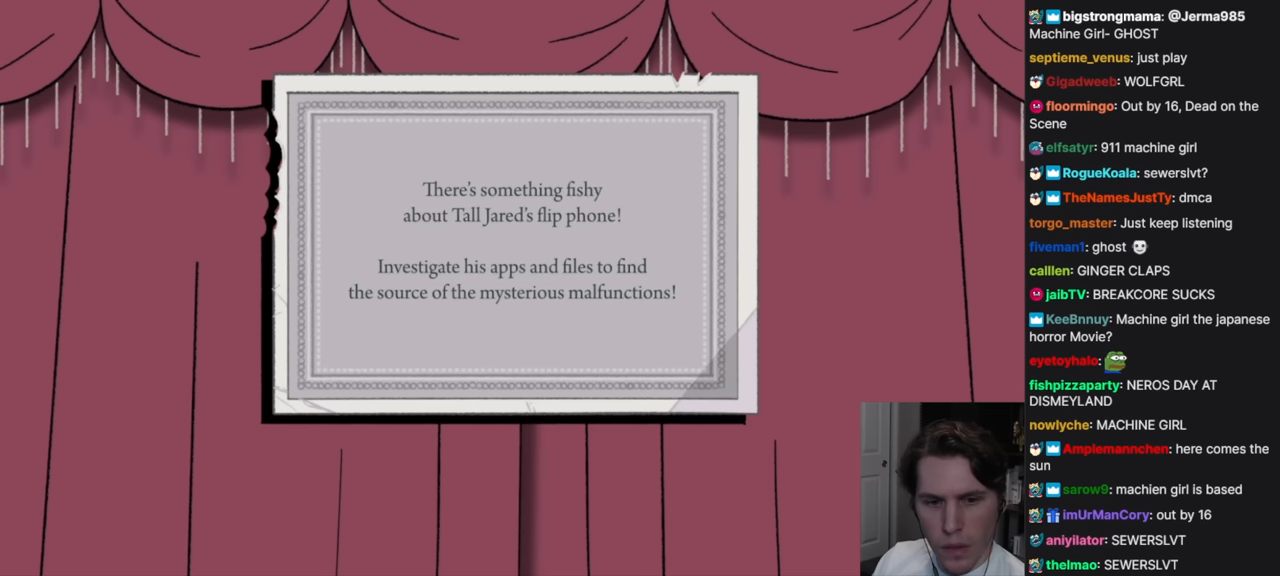 There's something fishy
about Tall Jared's flip phone!
Investigate his apps and files to find
the source of the mysterious malfunctions!
bigstrongmama: @Jerma985
Machine Girl- GHOST
septieme_venus: just play
Gigadweeb: WOLFGRL
floormingo: Out by 16, Dead on the
Scene
elfsatyr: 911 machine girl
RogueKoala: sewerslvt?
TheNamesJustTy: dmca
torgo_master: Just keep listening
fiveman1: ghost
calllen: GINGER CLAPS
jaibTV: BREAKCORE SUCKS
KeeBnnuy: Machine girl the japanese
horror Movie?
eyetoyhalo:
fishpizzaparty: NEROS DAY AT
DISMEYLAND
nowlyche: MACHINE GIRL
Amplemannchen: here comes the
sun
sarow9: machien girl is based
imUrManCory: out by 16
aniyilator: SEWERSLVT
thelmao: SEWERSLVT